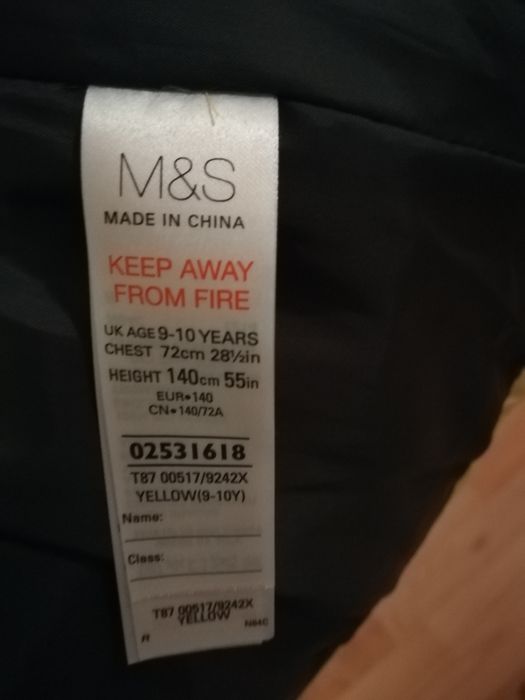 M&S
MADE IN CHINA
KEEP AWAY
FROM FIRE
UK AGE 9-10 YEARS
CHEST 72cm 28½in
HEIGHT 140cm 55in
EUR•140
CN•140/72A
02531618
T87 00517/9242X
YELLOW(9-10Y)
Name:
Class:
T87 00517/9242X
YELLOW